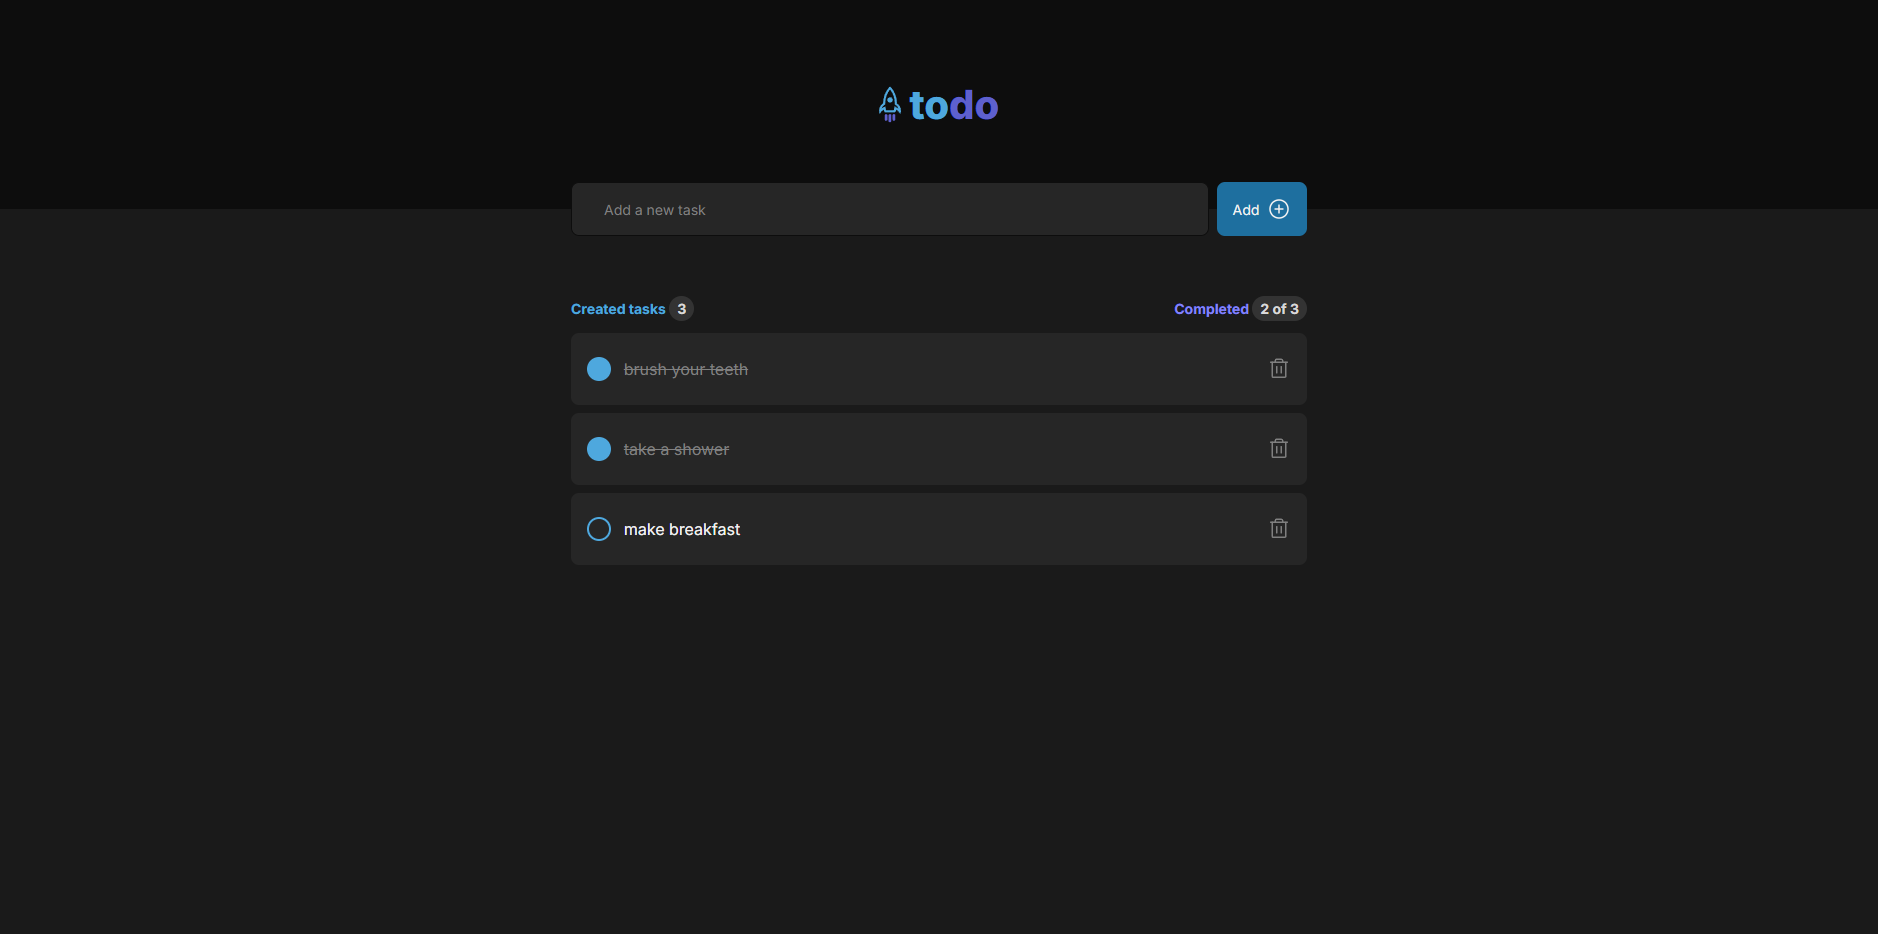 todo
Add a new task
Add
Created tasks 3
Completed 2 of 3
brush your teeth
take a shower
make breakfast